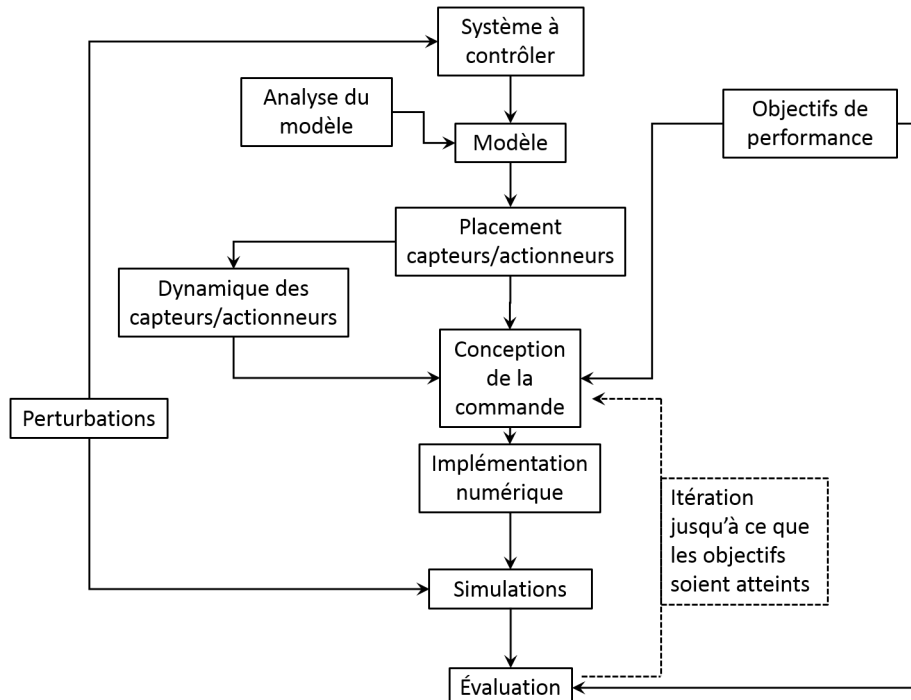 Système à
contrôler
Analyse du
modèle
Objectifs de
performance
Modèle
Placement
capteurs/actionneurs
Dynamique des
capteurs/actionneurs
Conception
de la
commande
Perturbations
Implémentation
numérique
Itération
jusqu'à ce que
les objectifs
soient atteints
Simulations
Évaluation